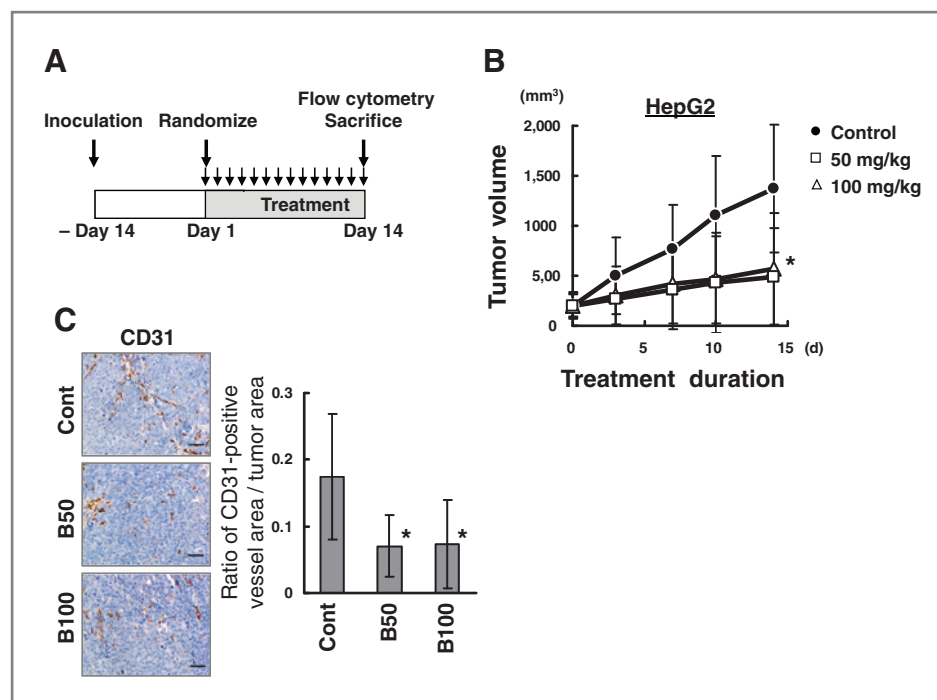 A
Flow cytometry
Inoculation Randomize Sacrifice
Treatment
– Day 14 Day 1 Day 14
B
(mm3)
HepG2
2,000
1,500
1000
5,00
0
Tumor volume
0 5 10 15 (d)
Treatment duration
Control
50 mg/kg
100 mg/kg
*
C
CD31
Cont
B50
B100
Ratio of CD31-positive
vessel area / tumor area
0.3
0.2
0.1
0
* *
Cont B50 B100